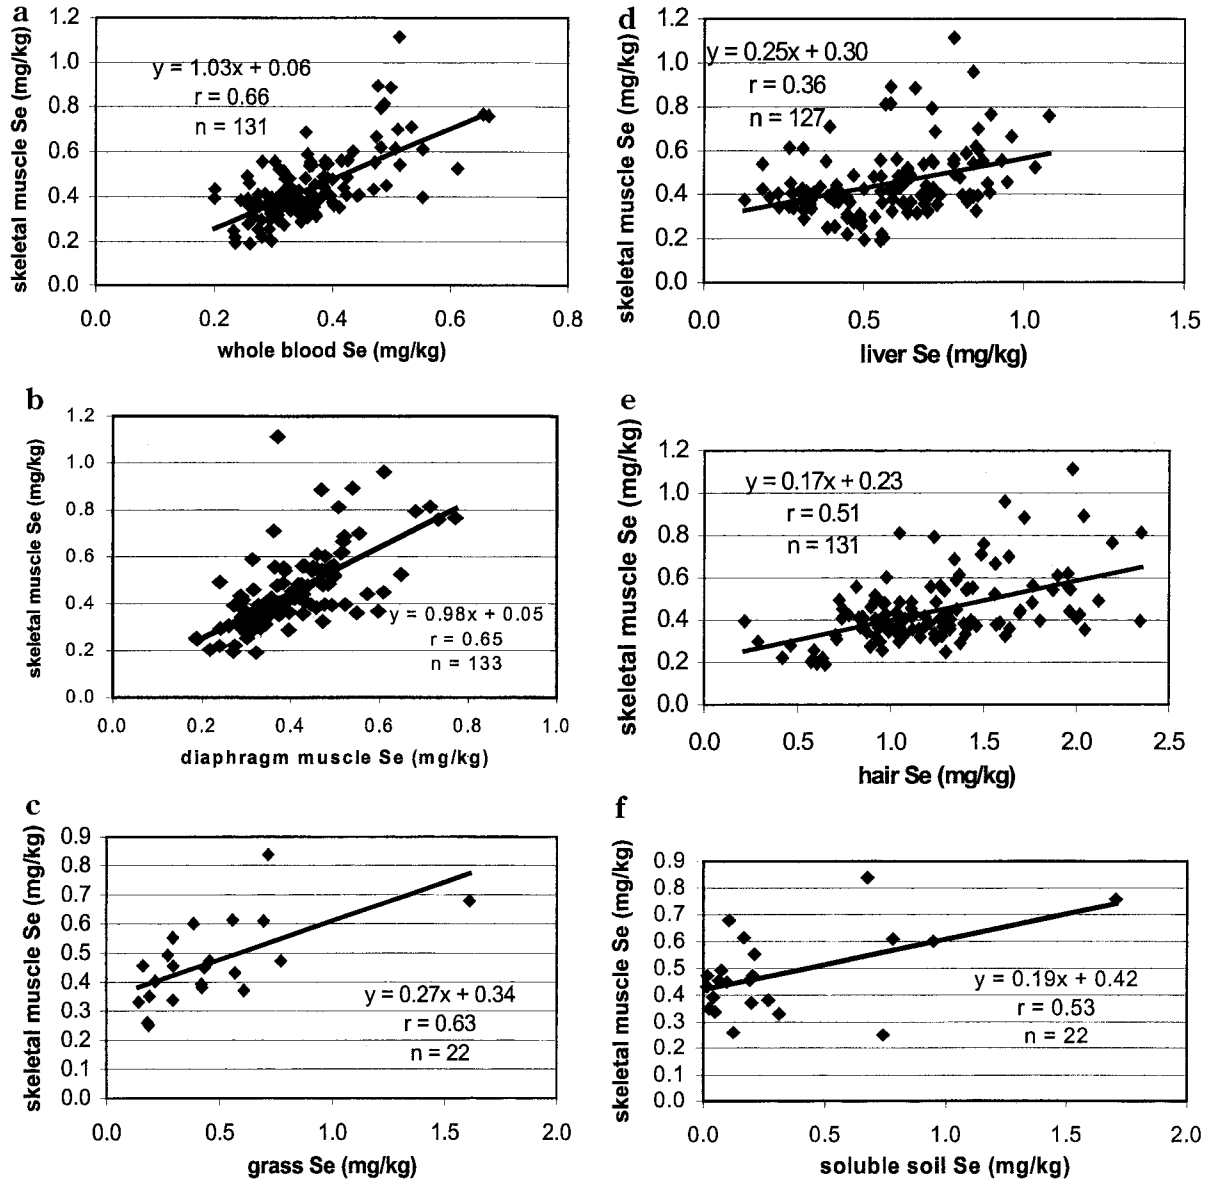 a
skeletal muscle Se (mg/kg)
1.2
1.0
0.8
0.6
0.4
0.2
0.0
y = 1.03x + 0.06
r = 0.66
n = 131
0.0 0.2 0.4 0.6 0.8
whole blood Se (mg/kg)
d
skeletal muscle Se (mg/kg)
1.2
1.0
0.8
0.6
0.4
0.2
0.0
y = 0.25x + 0.30
r = 0.36
n = 127
0.0 0.5 1.0 1.5
liver Se (mg/kg)
b
skeletal muscle Se (mg/kg)
1.2
1.0
0.8
0.6
0.4
0.2
0.0
y = 0.98x + 0.05
r = 0.65
n = 133
0.0 0.2 0.4 0.6 0.8 1.0
diaphragm muscle Se (mg/kg)
e
skeletal muscle Se (mg/kg)
1.2
1.0
0.8
0.6
0.4
0.2
0.0
y = 0.17x + 0.23
r = 0.51
n = 131
0.0 0.5 1.0 1.5 2.0 2.5
hair Se (mg/kg)
c
skeletal muscle Se (mg/kg)
0.9
0.8
0.7
0.6
0.5
0.4
0.3
0.2
0.1
0.0
y = 0.27x + 0.34
r = 0.63
n = 22
0.0 0.5 1.0 1.5 2.0
grass Se (mg/kg)
f
skeletal muscle Se (mg/kg)
0.9
0.8
0.7
0.6
0.5
0.4
0.3
0.2
0.1
0.0
y = 0.19x + 0.42
r = 0.53
n = 22
0.0 0.5 1.0 1.5 2.0
soluble soil Se (mg/kg)